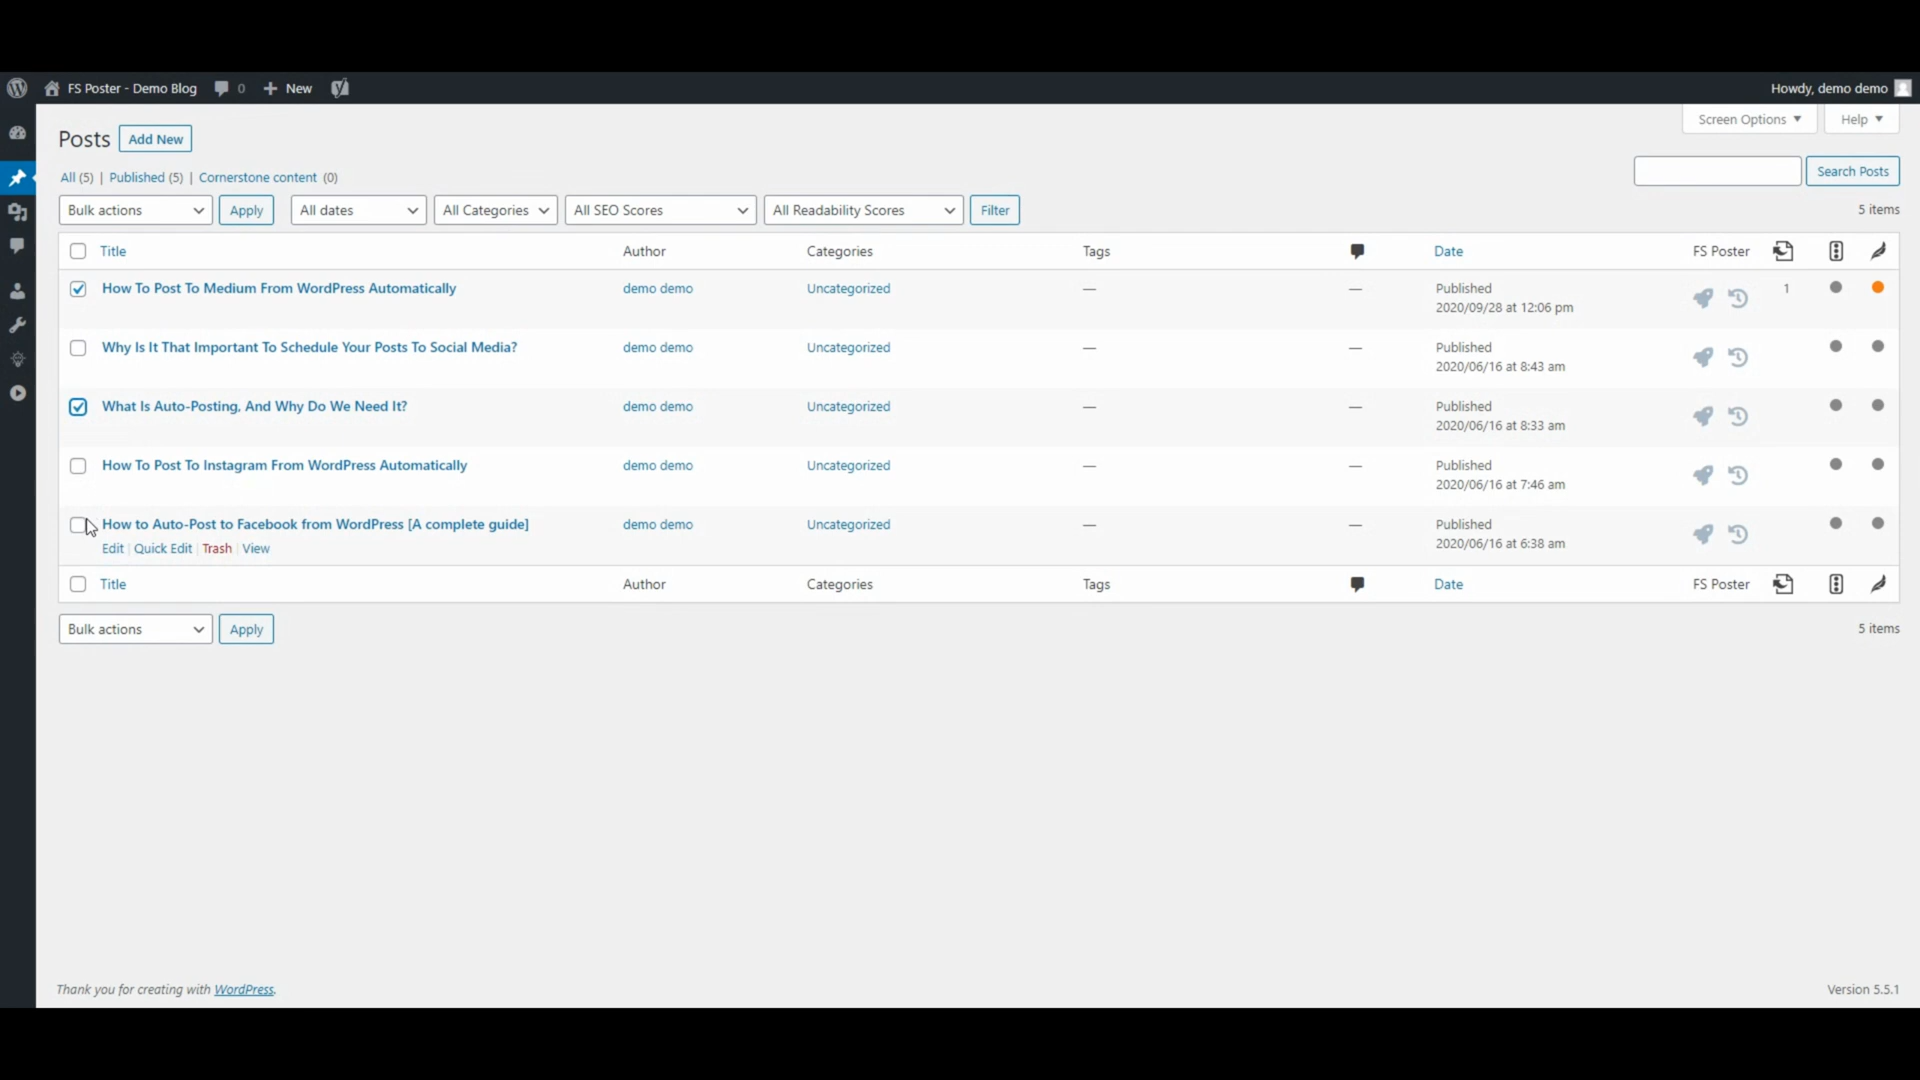 FS Poster - Demo Blog 0 New Howdy, demo demo
Screen Options Help
Posts Add New
All (5) | Published (5) | Cornerstone content (0) Search Posts
Bulk actions Apply All dates All Categories All SEO Scores All Readability Scores Filter 5 items
Title Author Categories Tags Date FS Poster
How To Post To Medium From WordPress Automatically demo demo Uncategorized — — Published 1
2020/09/28 at 12:06 pm
Why Is It That Important To Schedule Your Posts To Social Media? demo demo Uncategorized — — Published
2020/06/16 at 8:43 am
What Is Auto-Posting, And Why Do We Need It? demo demo Uncategorized — — Published
2020/06/16 at 8:33 am
How To Post To Instagram From WordPress Automatically demo demo Uncategorized — — Published
2020/06/16 at 7:46 am
How to Auto-Post to Facebook from WordPress [A complete guide] demo demo Uncategorized — — Published
Edit | Quick Edit | Trash | View 2020/06/16 at 6:38 am
Title Author Categories Tags Date FS Poster
Bulk actions Apply 5 items
Thank you for creating with WordPress. Version 5.5.1